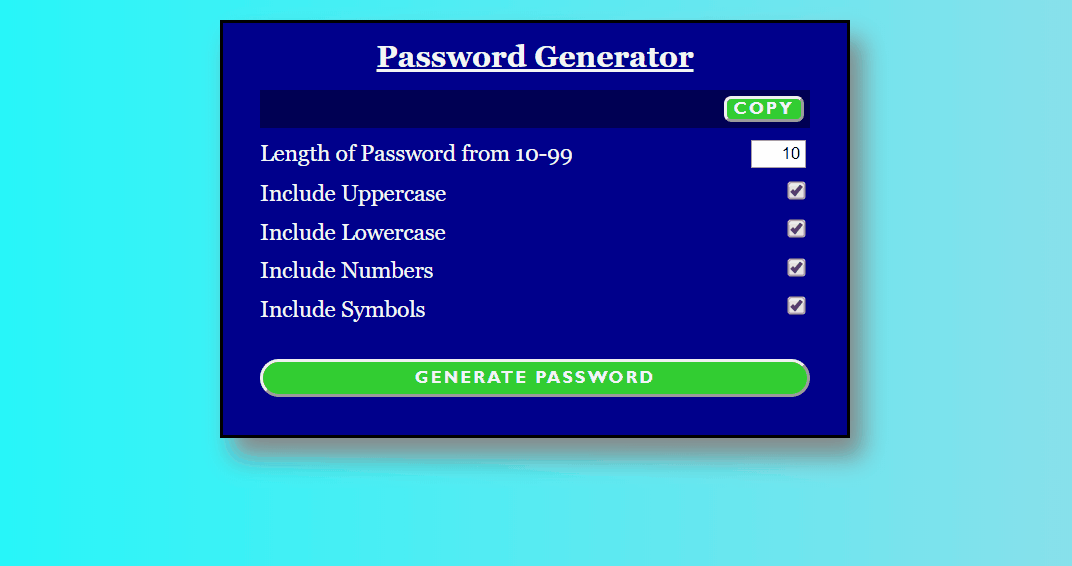 Password Generator
COPY
Length of Password from 10-99 10
Include Uppercase
Include Lowercase
Include Numbers
Include Symbols
GENERATE PASSWORD